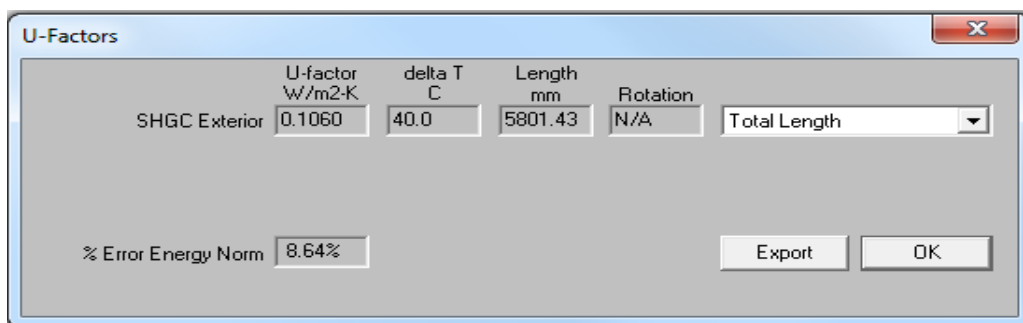 U-Factors
U-factor delta T Length
W/m2-K C mm Rotation
SHGC Exterior 0.1060 40.0 5801.43 N/A Total Length
% Error Energy Norm 8.64% Export OK